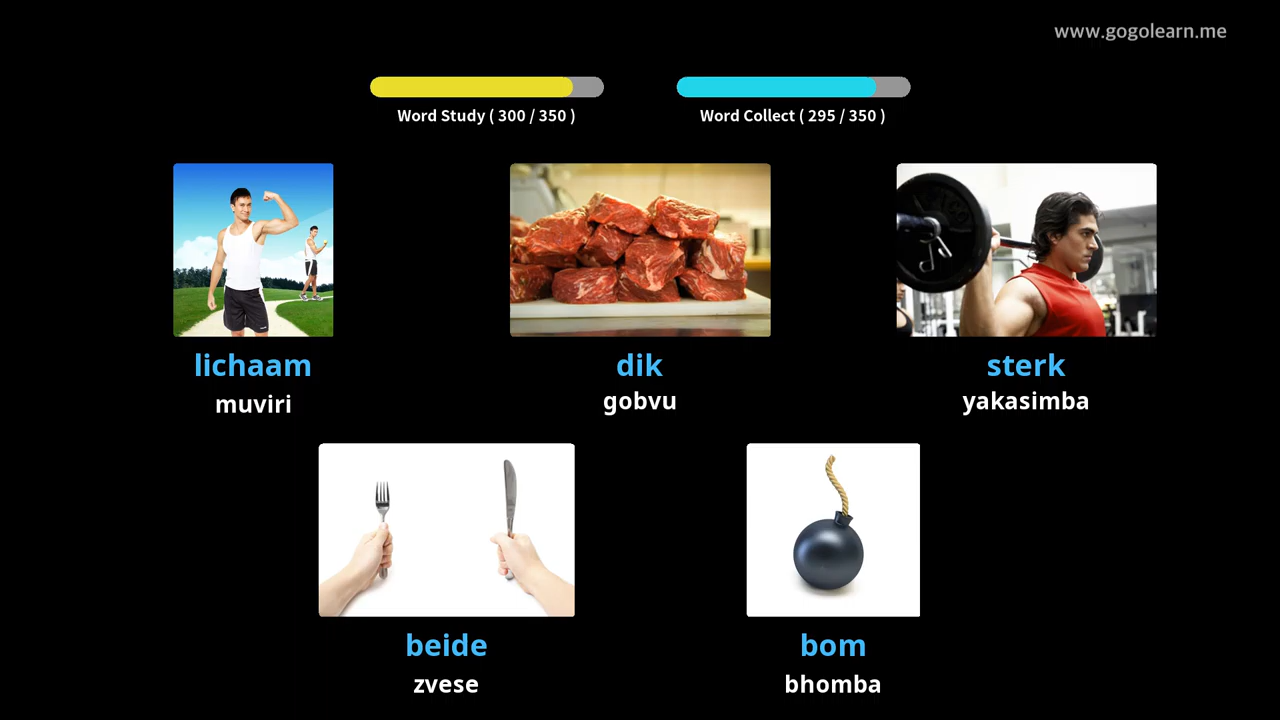 www.gogolearn.me
Word Study ( 300 / 350 )
Word Collect ( 295 / 350 )
lichaam
muviri
dik
gobvu
sterk
yakasimba
beide
zvese
bom
bhomba